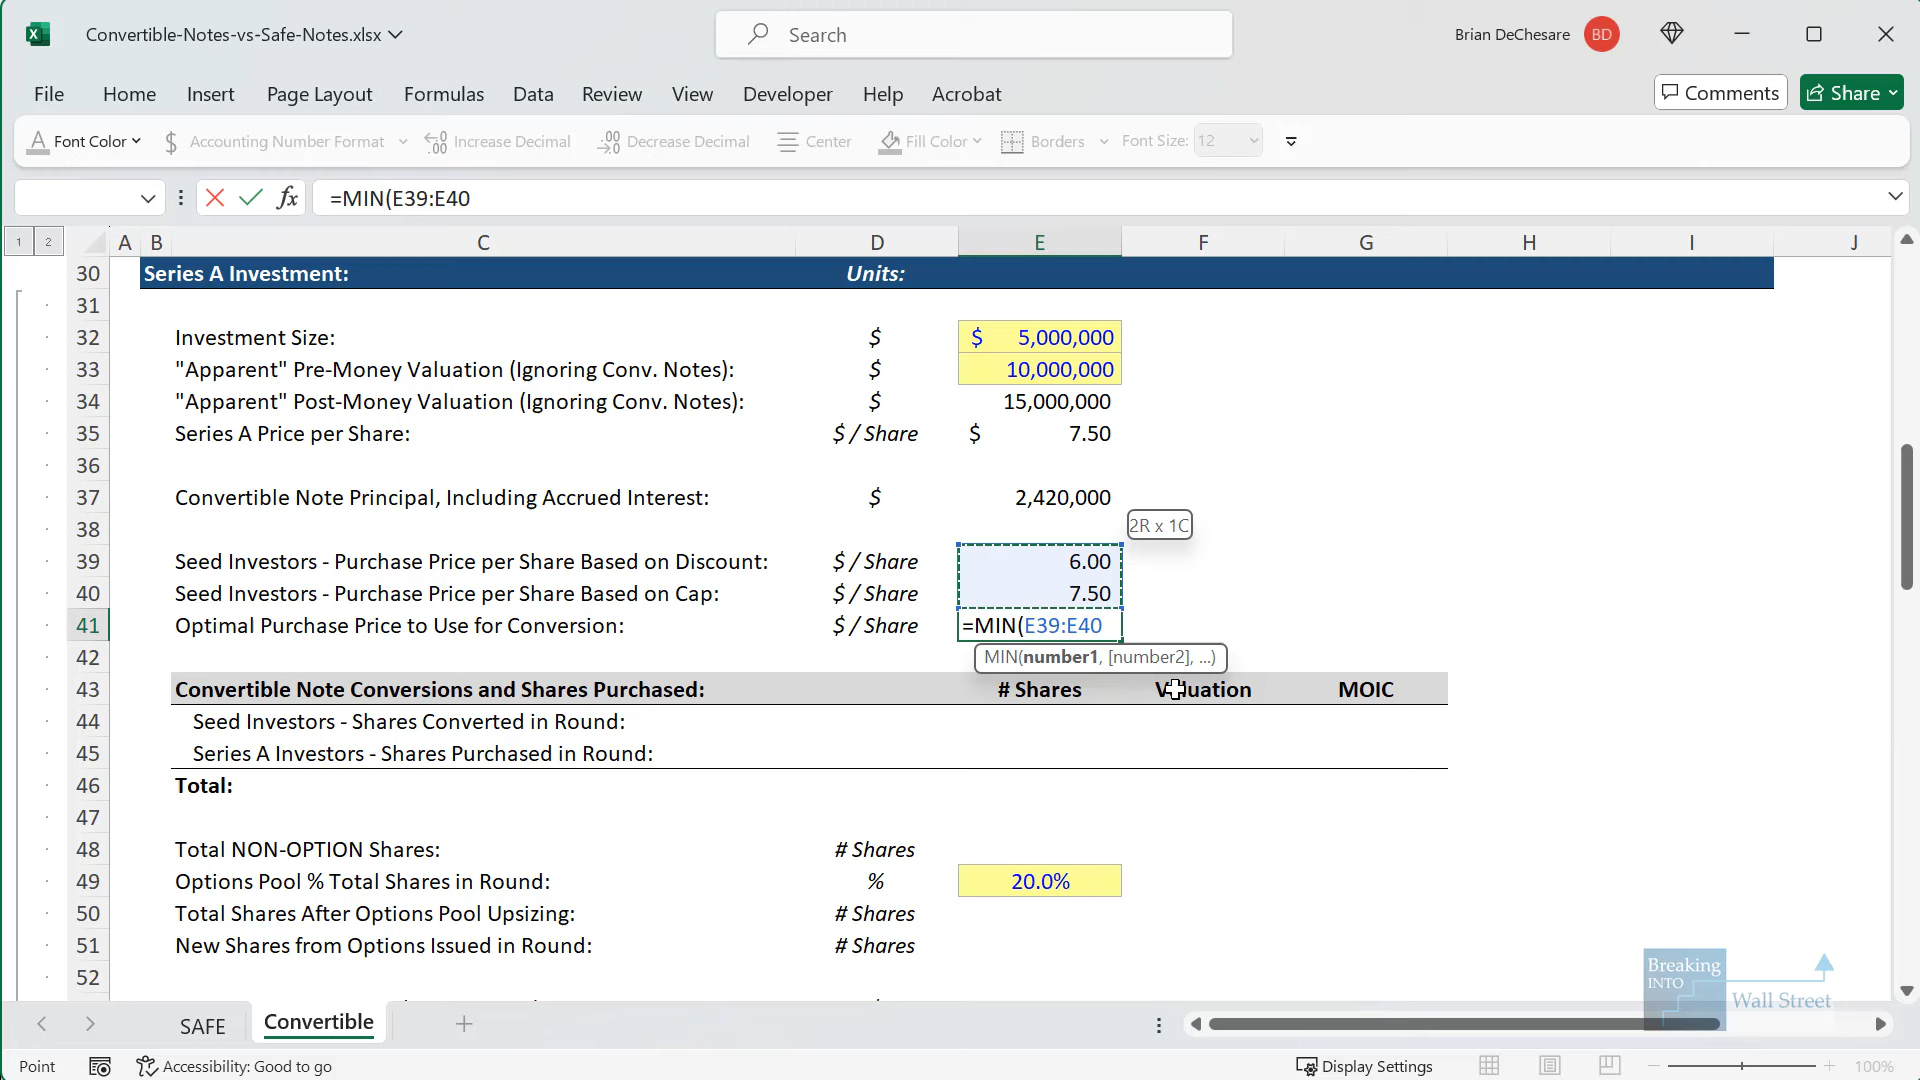 Convertible-Notes-vs-Safe-Notes.xlsx
Search
Brian DeChesare
BD
File Home Insert Page Layout Formulas Data Review View Developer Help Acrobat
Comments
Share
Font Color
Accounting Number Format
Increase Decimal
Decrease Decimal
Center
Fill Color
Borders
Font Size: 12
fx =MIN(E39:E40
1 2
A B C D E F G H I J
30 Series A Investment: Units:
31
32 Investment Size: $ $ 5,000,000
33 "Apparent" Pre-Money Valuation (Ignoring Conv. Notes): $ 10,000,000
34 "Apparent" Post-Money Valuation (Ignoring Conv. Notes): $ 15,000,000
35 Series A Price per Share: $ / Share $ 7.50
36
37 Convertible Note Principal, Including Accrued Interest: $ 2,420,000
38 2R x 1C
39 Seed Investors - Purchase Price per Share Based on Discount: $ / Share 6.00
40 Seed Investors - Purchase Price per Share Based on Cap: $ / Share 7.50
41 Optimal Purchase Price to Use for Conversion: $ / Share =MIN(E39:E40
42 MIN(number1, [number2], ...)
43 Convertible Note Conversions and Shares Purchased: # Shares Valuation MOIC
44 Seed Investors - Shares Converted in Round:
45 Series A Investors - Shares Purchased in Round:
46 Total:
47
48 Total NON-OPTION Shares: # Shares
49 Options Pool % Total Shares in Round: % 20.0%
50 Total Shares After Options Pool Upsizing: # Shares
51 New Shares from Options Issued in Round: # Shares
52
Breaking
INTO
Wall Street
SAFE Convertible
Point
Accessibility: Good to go
Display Settings
100%